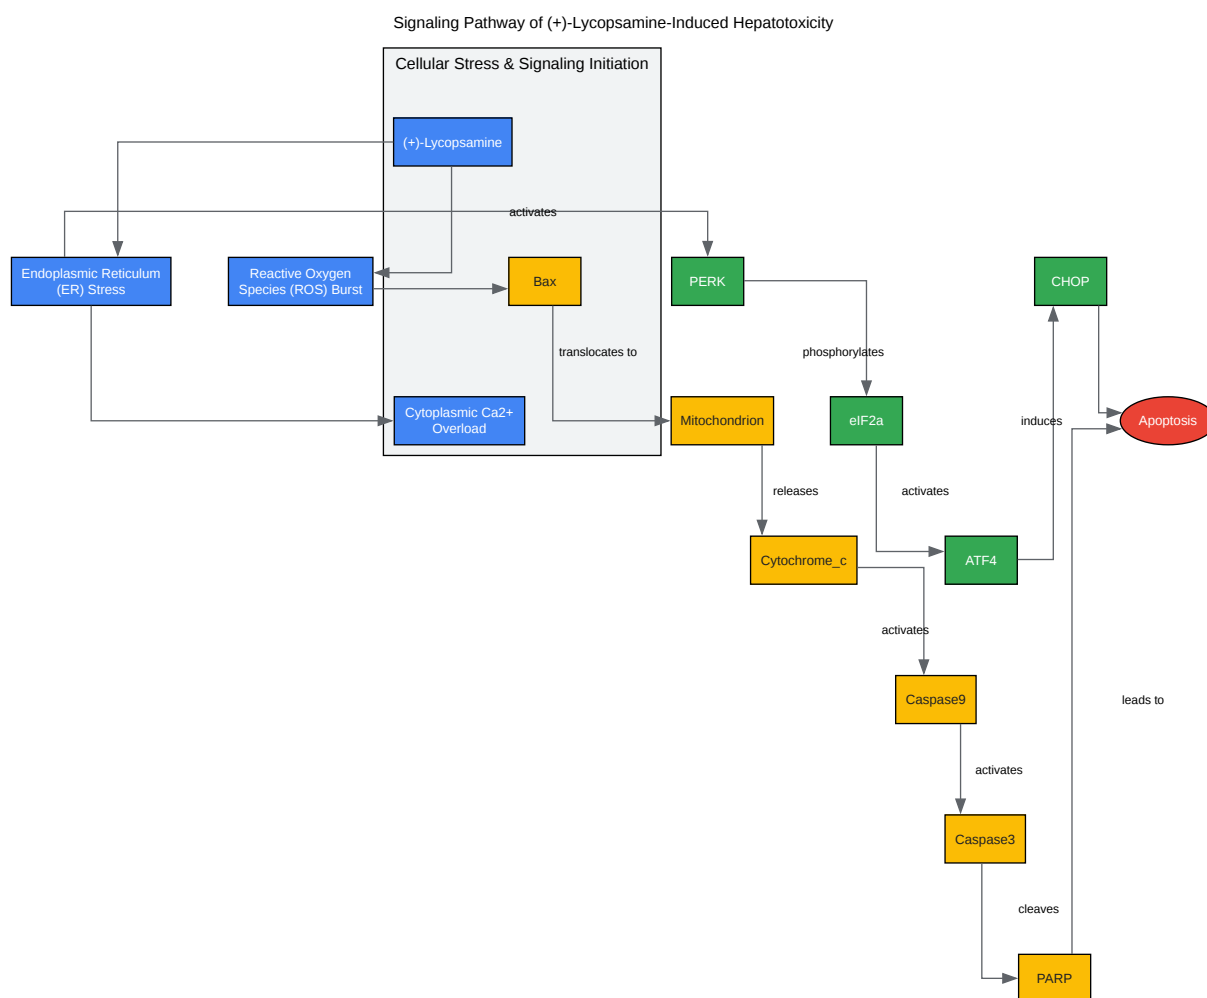 Signaling Pathway of (+)-Lycopsamine-Induced Hepatotoxicity
Cellular Stress & Signaling Initiation
(+)-Lycopsamine
activates
Endoplasmic Reticulum
(ER) Stress
Reactive Oxygen
Species (ROS) Burst
Bax
PERK
CHOP
translocates to
phosphorylates
Cytoplasmic Ca2+
Overload
Mitochondrion
eIF2a
induces
Apoptosis
releases
activates
Cytochrome_c
ATF4
activates
Caspase9
leads to
activates
Caspase3
cleaves
PARP